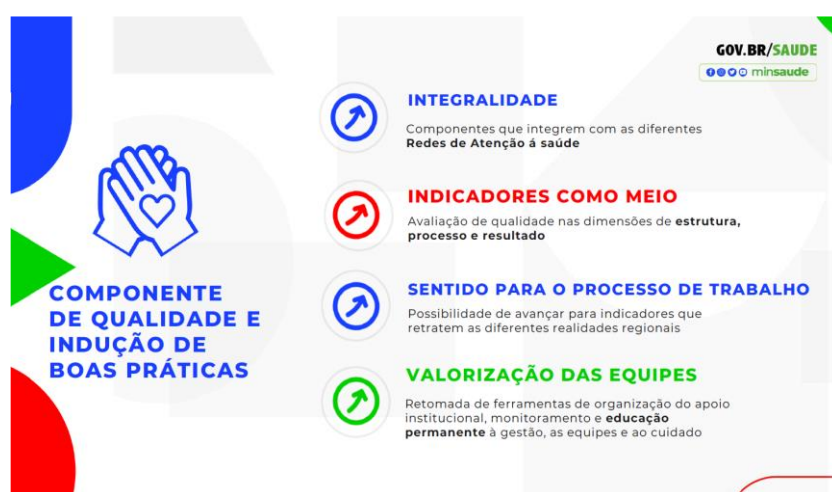 GOV.BR/SAUDE
minsaude
COMPONENTE
DE QUALIDADE E
INDUÇÃO DE
BOAS PRÁTICAS
INTEGRALIDADE
Componentes que integrem com as diferentes
Redes de Atenção á saúde
INDICADORES COMO MEIO
Avaliação de qualidade nas dimensões de estrutura,
processo e resultado
SENTIDO PARA O PROCESSO DE TRABALHO
Possibilidade de avançar para indicadores que
retratem as diferentes realidades regionais
VALORIZAÇÃO DAS EQUIPES
Retomada de ferramentas de organização do apoio
institucional, monitoramento e educação
permanente à gestão, as equipes e ao cuidado